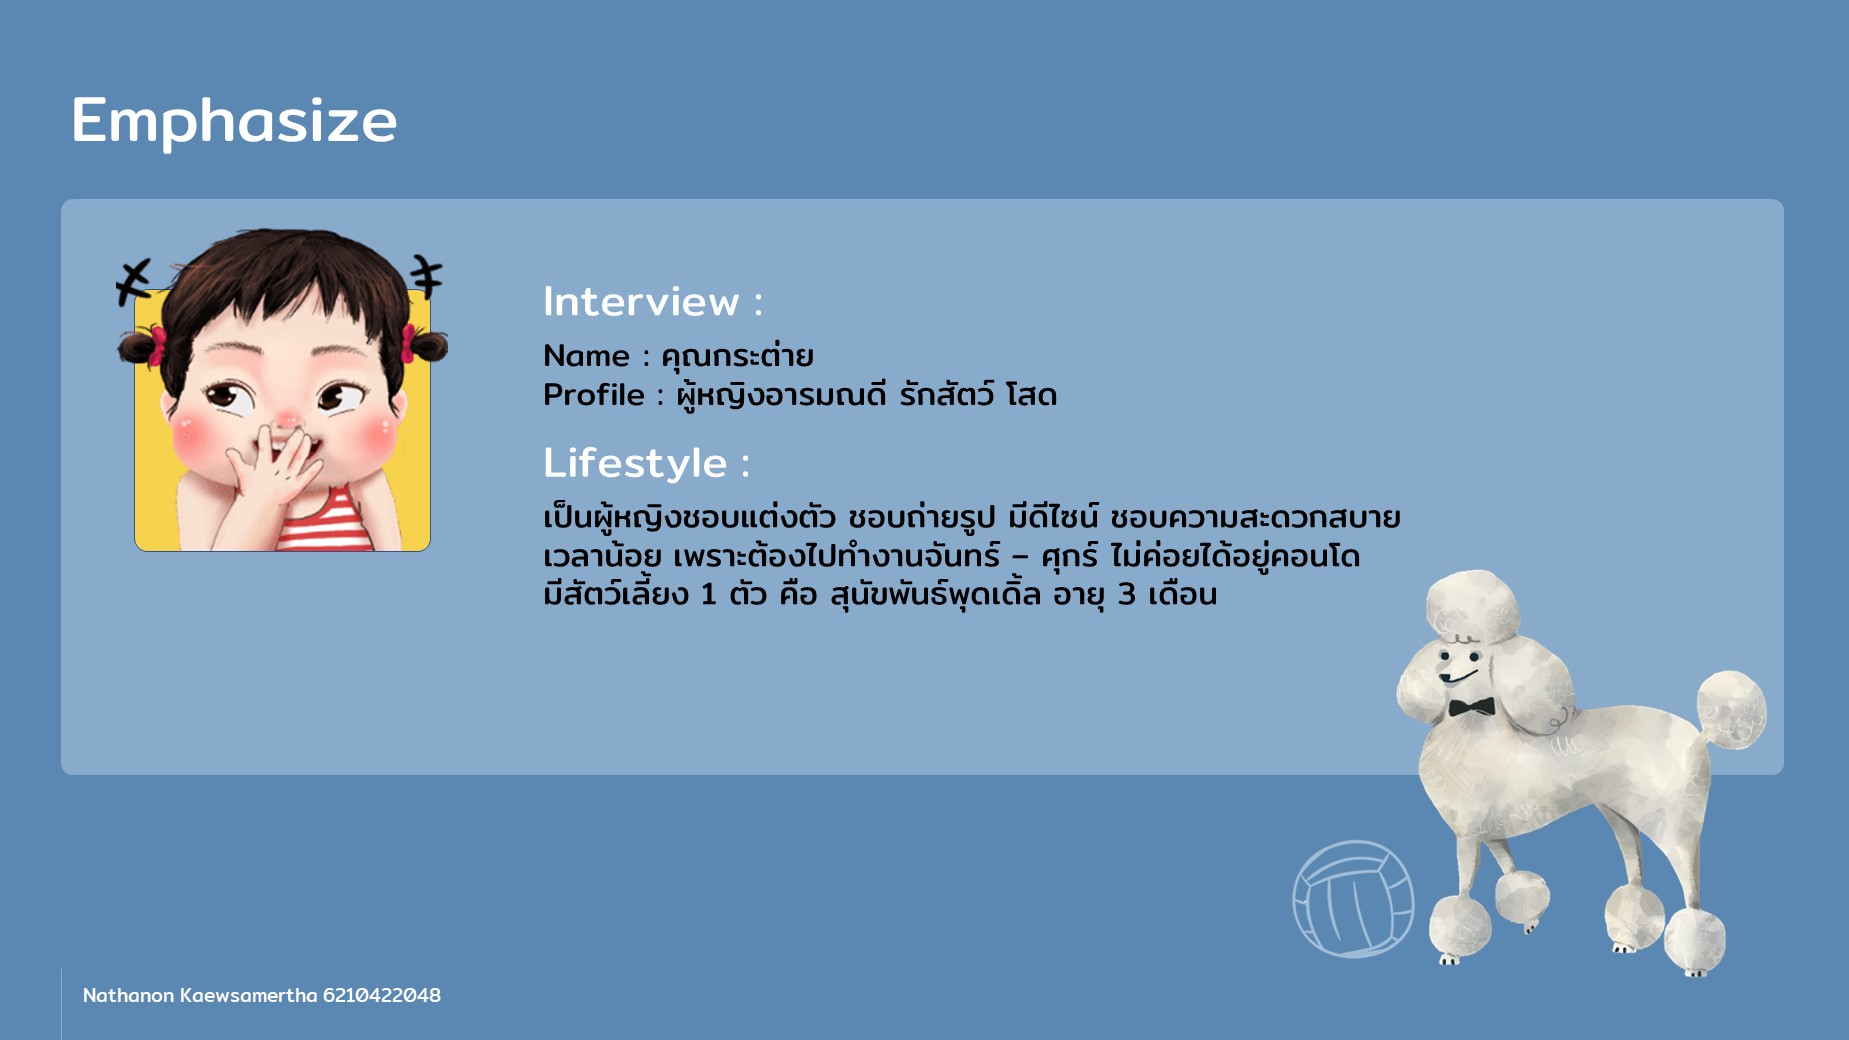 Emphasize
Interview :
Name : คุณกระต่าย
Profile : ผู้หญิงอารมณดี รักสัตว์ โสด
Lifestyle :
เป็นผู้หญิงชอบแต่งตัว ชอบถ่ายรูป มีดีไซน์ ชอบความสะดวกสบาย
เวลาน้อย เพราะต้องไปทำงานจันทร์ – ศุกร์ ไม่ค่อยได้อยู่คอนโด
มีสัตว์เลี้ยง 1 ตัว คือ สุนัขพันธ์พุดเดิ้ล อายุ 3 เดือน
Nathanon Kaewsamertha 6210422048